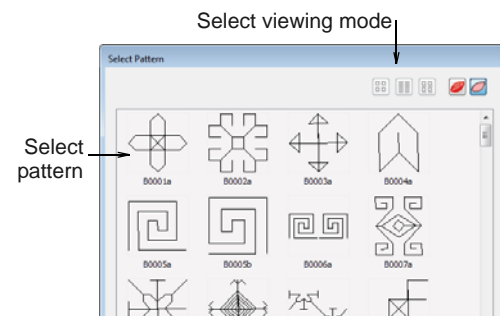 Select viewing mode
Select Pattern
Select
pattern
B0001a B0002a B0003a B0004a
B0005a B0005b B0006a B0007a